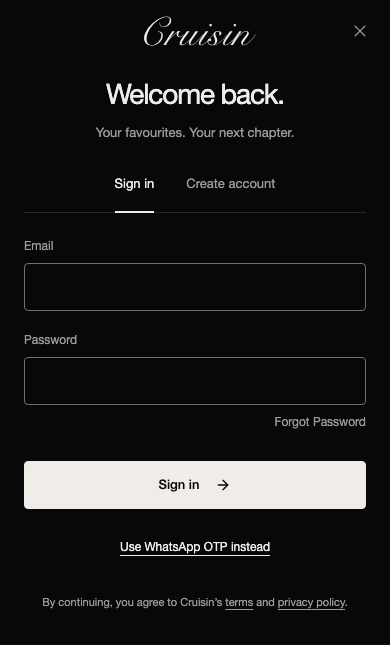 Cruisin
Welcome back.
Your favourites. Your next chapter.
Sign in
Create account
Email
Password
Forgot Password
Sign in →
Use WhatsApp OTP instead
By continuing, you agree to Cruisin’s terms and privacy policy.